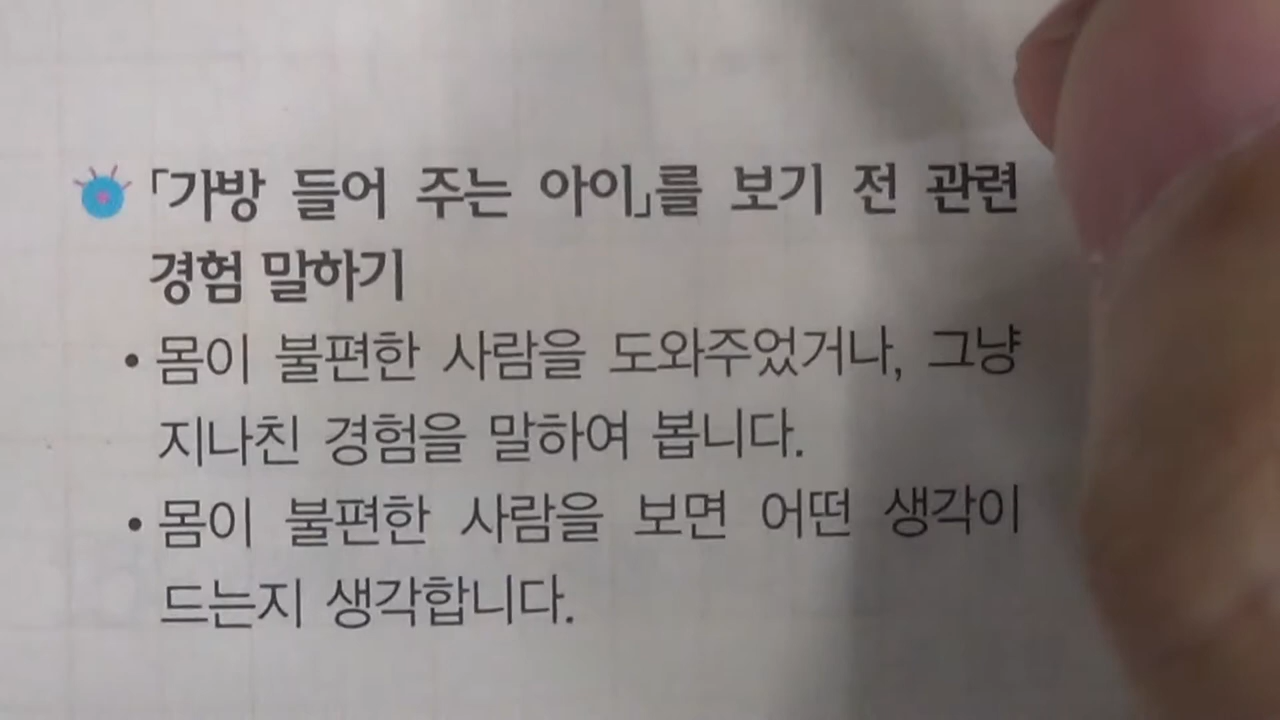 「가방 들어 주는 아이」를 보기 전 관련
경험 말하기
• 몸이 불편한 사람을 도와주었거나, 그냥
지나친 경험을 말하여 봅니다.
• 몸이 불편한 사람을 보면 어떤 생각이
드는지 생각합니다.